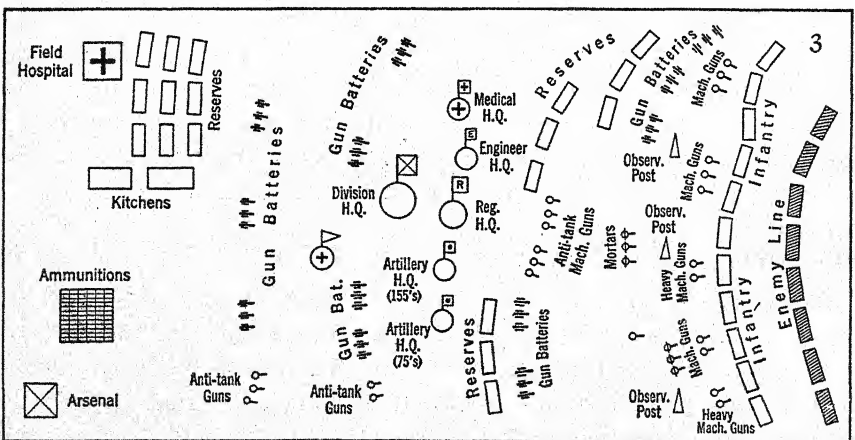 3
Field
Hospital
Reserves
Kitchens
Ammunitions
Arsenal
Gun Batteries
Anti-tank
Guns
Gun Batteries
Division
H.Q.
Gun Bat.
Anti-tank
Guns
Medical
H.Q.
E
Engineer
H.Q.
R
Reg.
H.Q.
Artillery
H.Q.
(155's)
Artillery
H.Q.
(75's)
Reserves
Anti-tank
Mach. Guns
Reserves
Gun Batteries
Gun Batteries
Mach. Guns
Observ.
Post
Mach. Guns
Observ.
Post
Mortars
Heavy
Mach. Guns
Mach. Guns
Observ.
Post
Heavy
Mach. Guns
Infantry
Infantry
Enemy Line